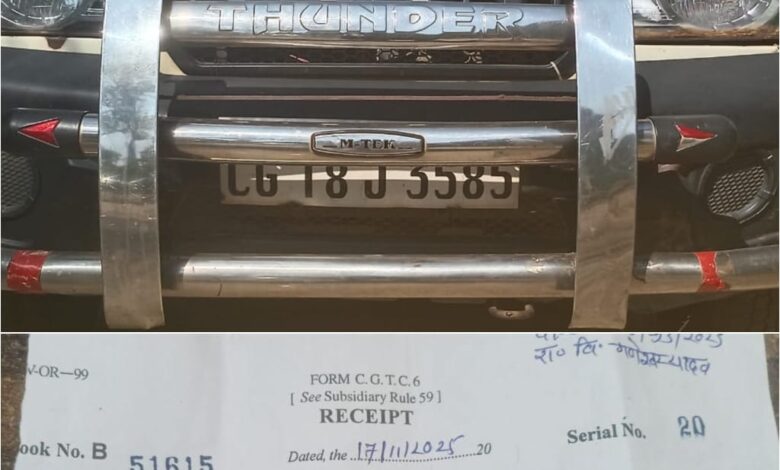 THUNDER
M-TEK
CG 18 J 3585
V-OR—99
FORM C.G.T.C.6
[ See Subsidiary Rule 59 ]
RECEIPT
Serial No. 20
ook No. B 51615
Dated, the 17/11/2025 20